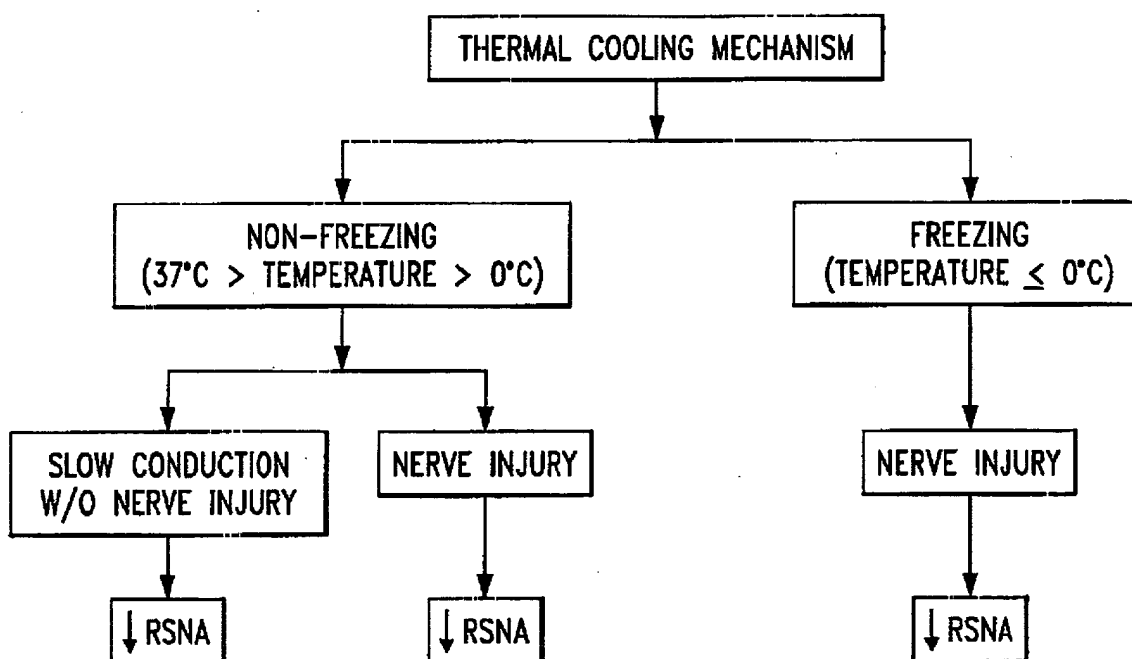 THERMAL COOLING MECHANISM
NON-FREEZING
(37°C > TEMPERATURE > 0°C)
FREEZING
(TEMPERATURE ≤ 0°C)
SLOW CONDUCTION
W/O NERVE INJURY
NERVE INJURY
NERVE INJURY
↓ RSNA
↓ RSNA
↓ RSNA